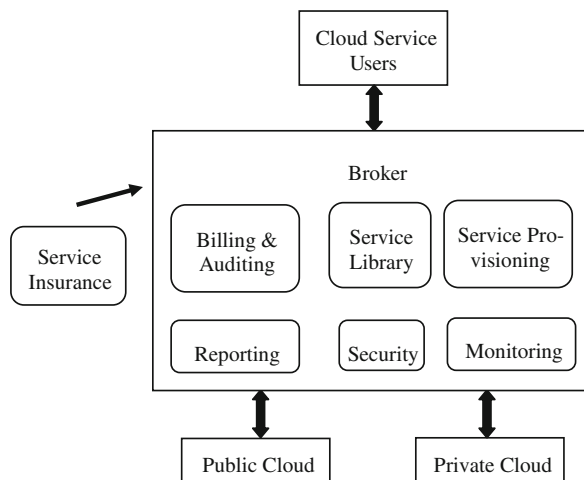 Cloud Service
Users
Broker
Billing &
Auditing
Service
Library
Service Pro-
visioning
Service
Insurance
Reporting
Security
Monitoring
Public Cloud
Private Cloud